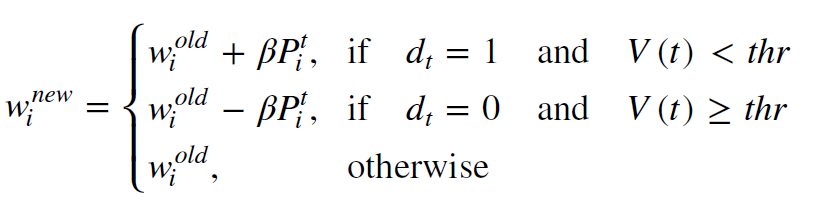 w_i^{old} + βP_i^t, if d_t = 1 and V(t) < thr
w_i^{new} = { w_i^{old} − βP_i^t, if d_t = 0 and V(t) ≥ thr
w_i^{old}, otherwise